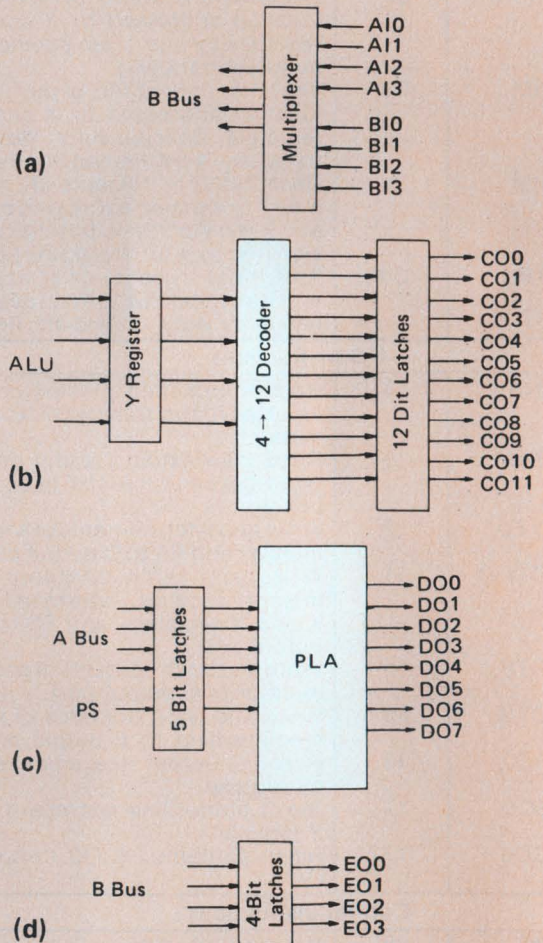 AI0
AI1
AI2
AI3
B Bus
Multiplexer
BI0
BI1
BI2
BI3
(a)
CO0
CO1
CO2
CO3
CO4
CO5
CO6
CO7
CO8
CO9
CO10
CO11
ALU
Y Register
4 → 12 Decoder
12 Dit Latches
(b)
DO0
DO1
DO2
DO3
DO4
DO5
DO6
DO7
A Bus
PS
5 Bit Latches
PLA
(c)
B Bus
4-Bit
Latches
EO0
EO1
EO2
EO3
(d)